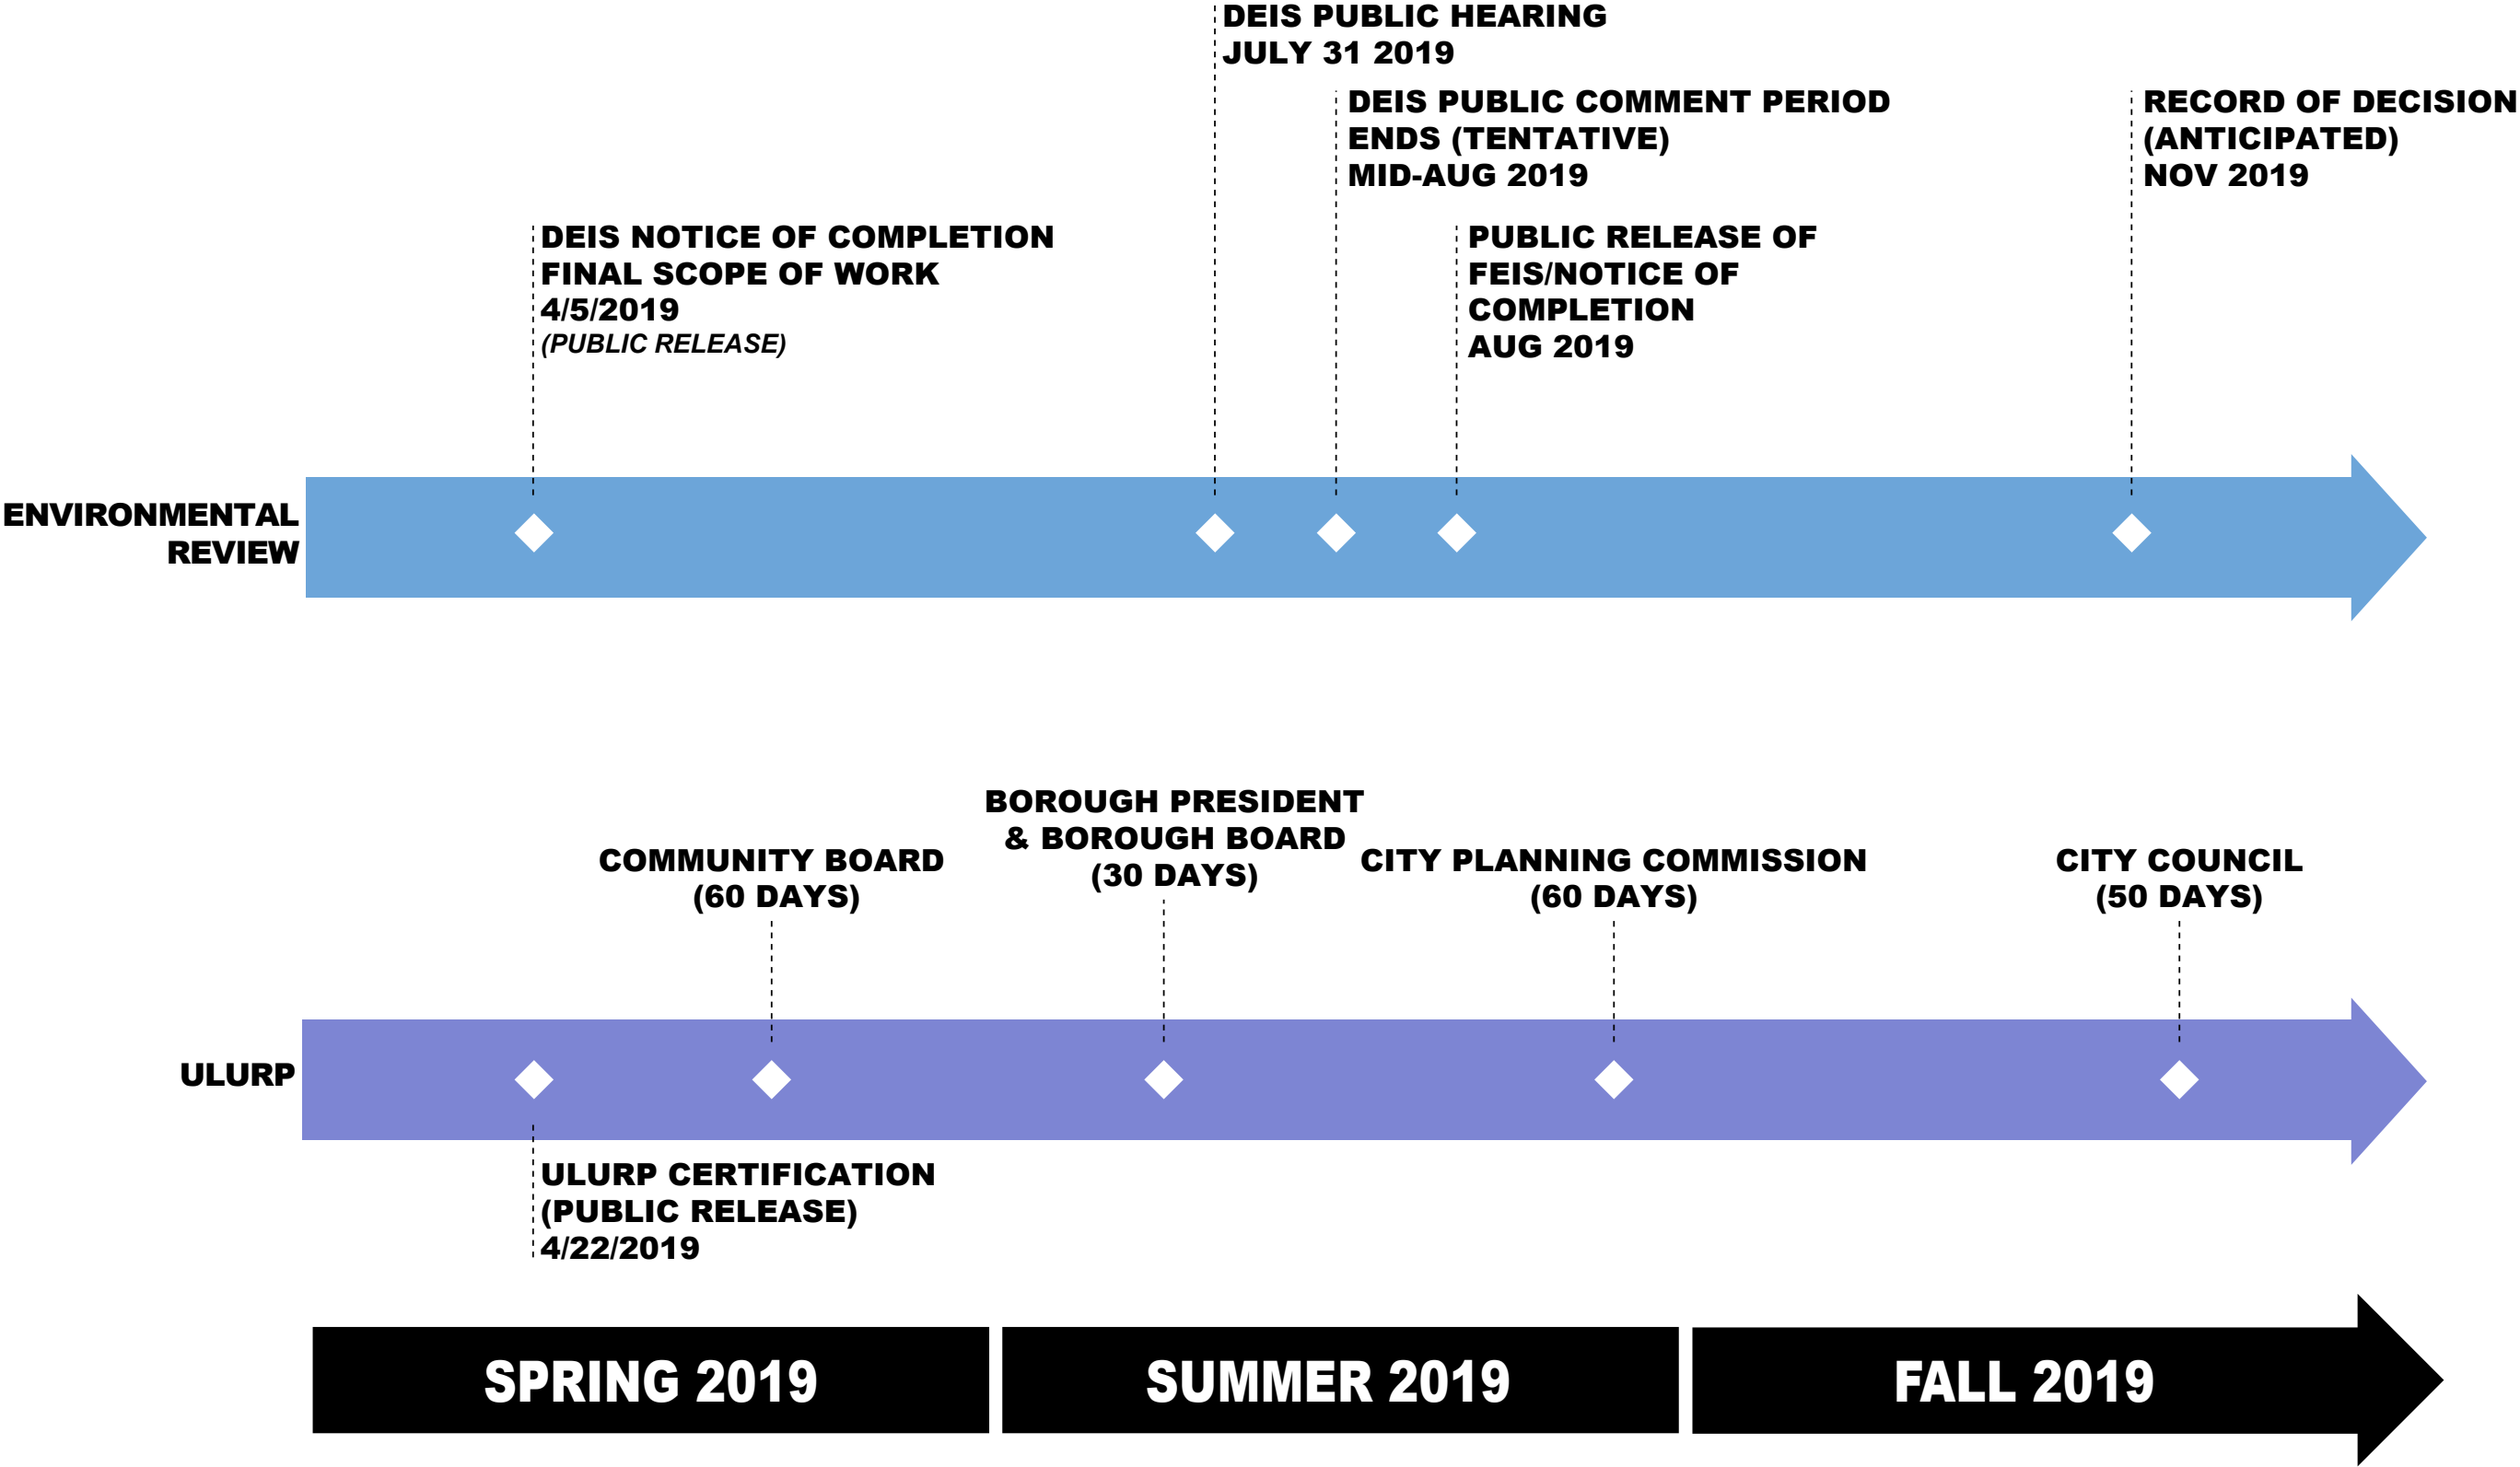 DEIS PUBLIC HEARING
JULY 31 2019
DEIS PUBLIC COMMENT PERIOD
ENDS (TENTATIVE)
MID-AUG 2019
RECORD OF DECISION
(ANTICIPATED)
NOV 2019
DEIS NOTICE OF COMPLETION
FINAL SCOPE OF WORK
4/5/2019
(PUBLIC RELEASE)
PUBLIC RELEASE OF
FEIS/NOTICE OF
COMPLETION
AUG 2019
ENVIRONMENTAL
REVIEW
COMMUNITY BOARD
(60 DAYS)
BOROUGH PRESIDENT
& BOROUGH BOARD
(30 DAYS)
CITY PLANNING COMMISSION
(60 DAYS)
CITY COUNCIL
(50 DAYS)
ULURP
ULURP CERTIFICATION
(PUBLIC RELEASE)
4/22/2019
SPRING 2019
SUMMER 2019
FALL 2019